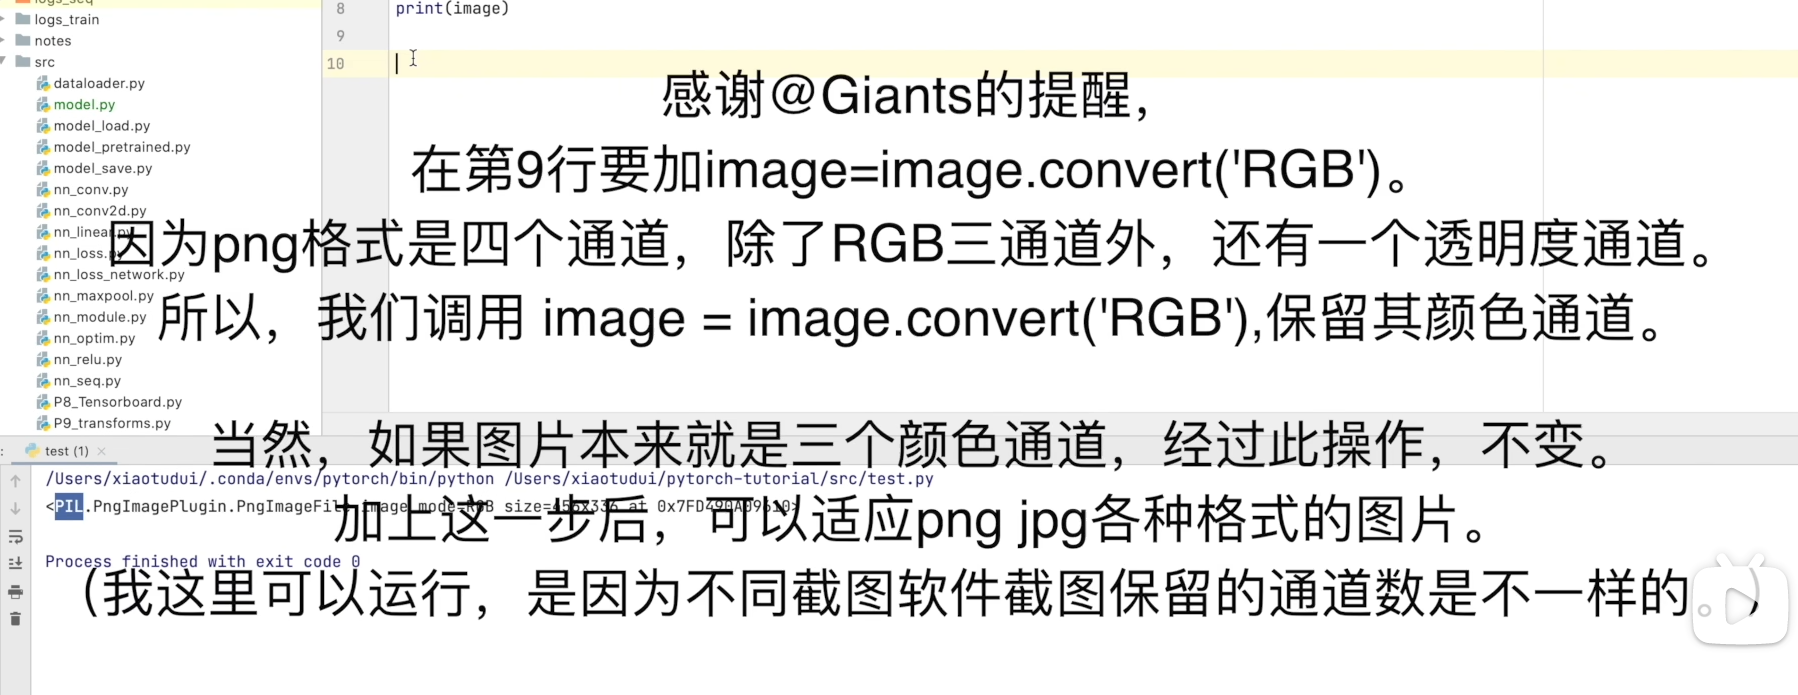 logs_seq
logs_train
notes
src
dataloader.py
model.py
model_load.py
model_pretrained.py
model_save.py
nn_conv.py
nn_conv2d.py
nn_linear.py
nn_loss.py
nn_loss_network.py
nn_maxpool.py
nn_module.py
nn_optim.py
nn_relu.py
nn_seq.py
P8_Tensorboard.py
P9_transforms.py
8 print(image)
9
10
感谢@Giants的提醒，
在第9行要加image=image.convert('RGB')。
因为png格式是四个通道，除了RGB三通道外，还有一个透明度通道。
所以，我们调用 image = image.convert('RGB'),保留其颜色通道。
当然，如果图片本来就是三个颜色通道，经过此操作，不变。
加上这一步后，可以适应png jpg各种格式的图片。
（我这里可以运行，是因为不同截图软件截图保留的通道数是不一样的）
: test (1) ×
/Users/xiaotudui/.conda/envs/pytorch/bin/python /Users/xiaotudui/pytorch-tutorial/src/test.py
<PIL.PngImagePlugin.PngImageFile image mode=RGB size=456x336 at
Process finished with exit code 0